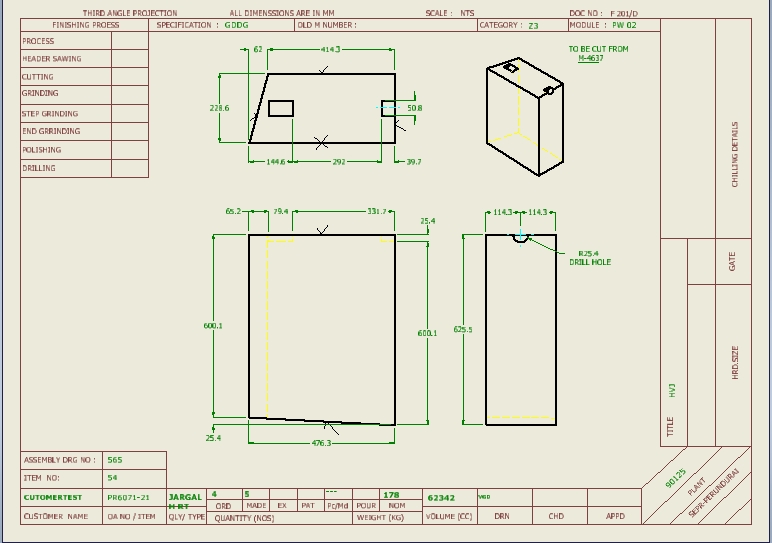 THIRD ANGLE PROJECTION ALL DIMENSSIONS ARE IN MM SCALE : NTS DOC NO : F 201/D
FINISHING PROESS SPECIFICATION : GDDG OLD M NUMBER : CATEGORY : Z3 MODULE : PW 02
PROCESS
HEADER SAWING
CUTTING
GRINDING
STEP GRINDING
END GRRINDING
POLISHING
DRILLING
62 414.3
228.6
50.8
144.6 292 39.7
TO BE CUT FROM
M-4637
CHILLING DETAILS
65.2 79.4 331.7
25.4
600.1
600.1
25.4
476.3
114.3 114.3
625.5
R25.4
DRILL HOLE
GATE
HRD.SIZE
TITLE HVJ
90125
PLANT
SEPR-PERUNDURAI
ASSEMBLY DRG NO : 565
ITEM NO: 54
CUTOMERTEST PR6071-21 JARGAL
4 5 --- 178
62342
ORD MADE EX PAT Pc/Md POUR NOM
CUSTOMER NAME OA NO / ITEM QLY/ TYPE QUANTITY (NOS) WEIGHT (KG) VOLUME (CC) DRN CHD APPD